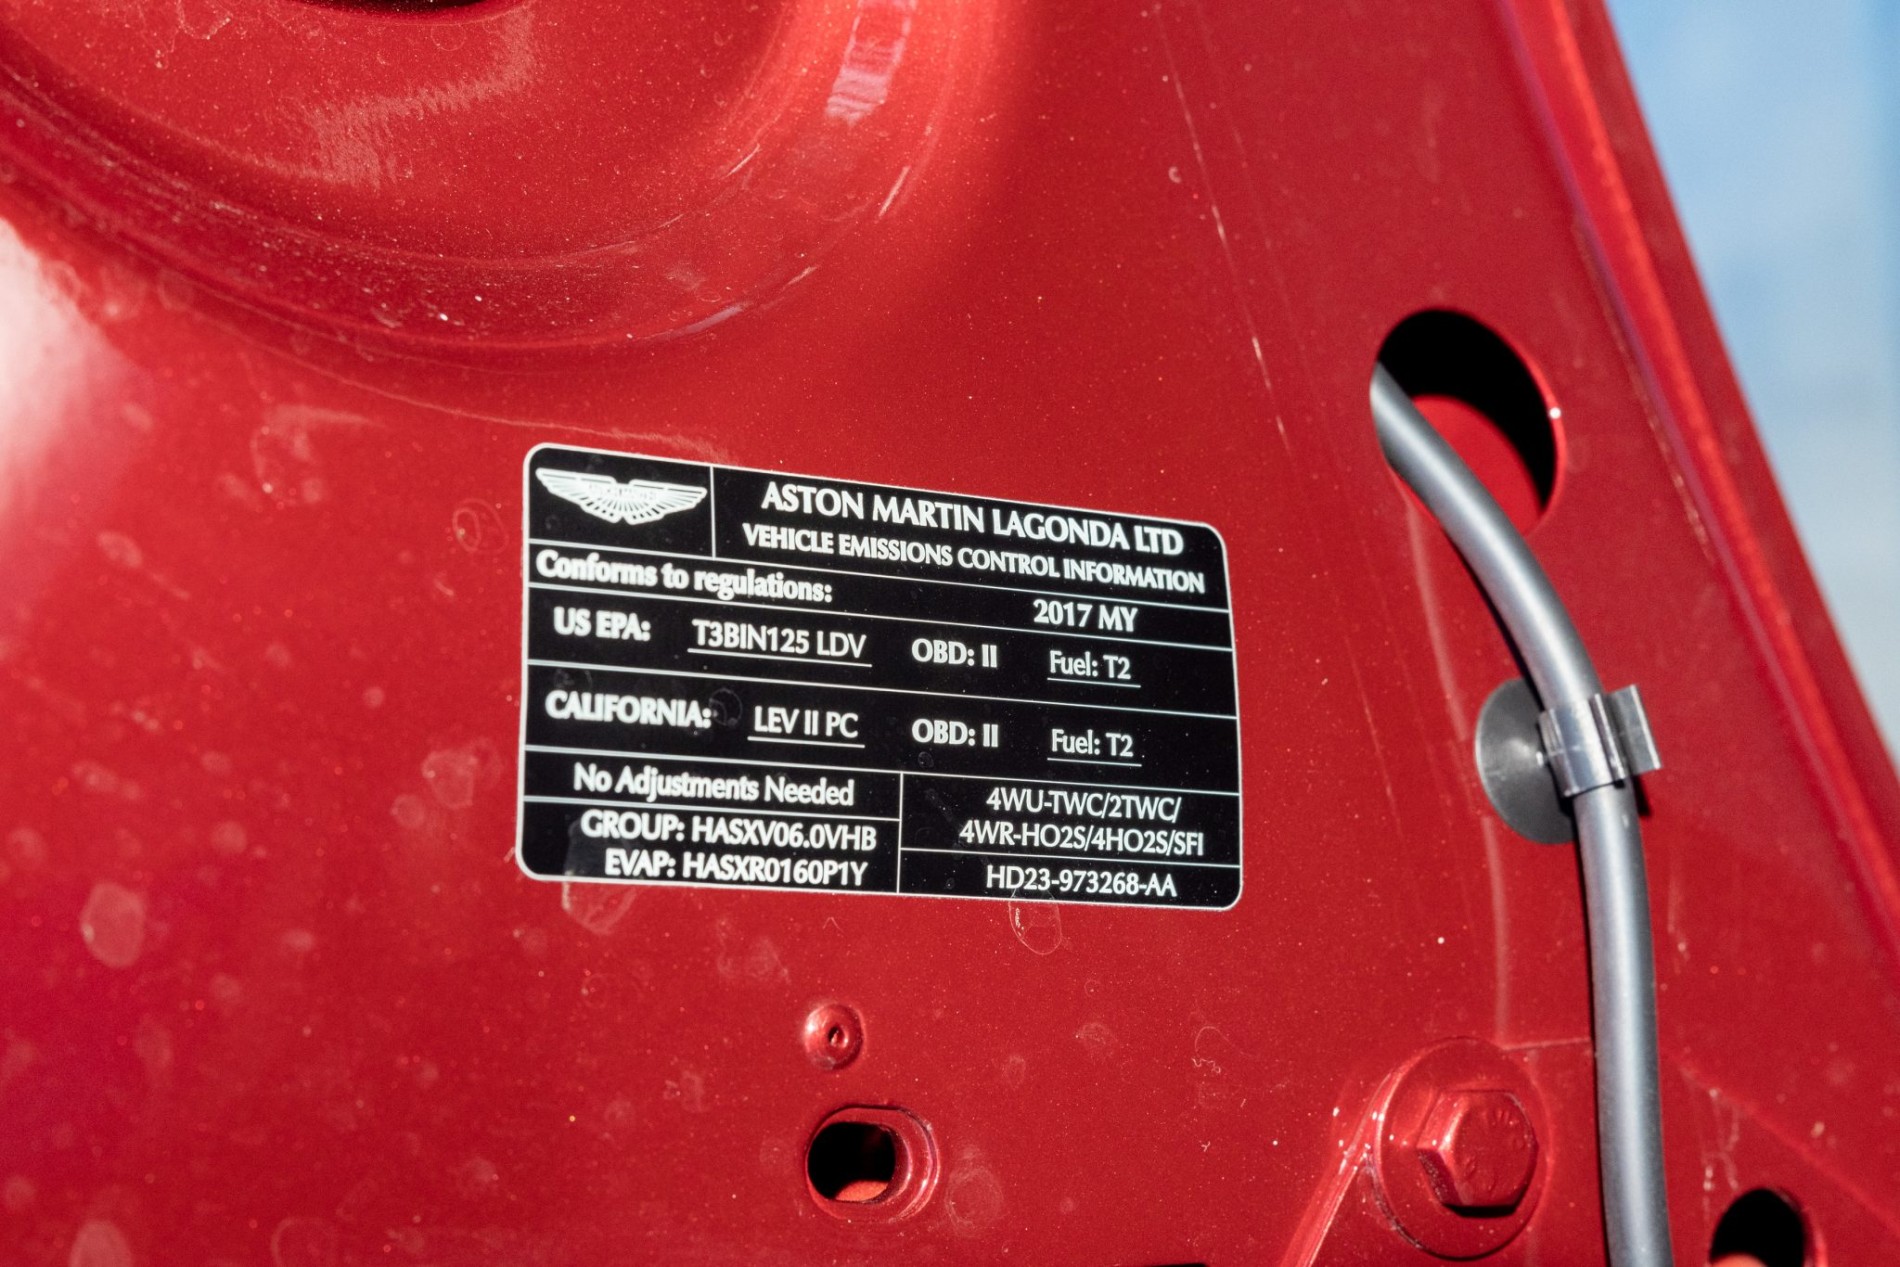 ASTON MARTIN LAGONDA LTD
VEHICLE EMISSIONS CONTROL INFORMATION
Conforms to regulations: 2017 MY
US EPA: T3BIN125 LDV OBD: II Fuel: T2
CALIFORNIA: LEV II PC OBD: II Fuel: T2
No Adjustments Needed
GROUP: HASXV06.0VHB
EVAP: HASXR0160P1Y
4WU-TWC/2TWC/
4WR-HO2S/4HO2S/SFI
HD23-973268-AA